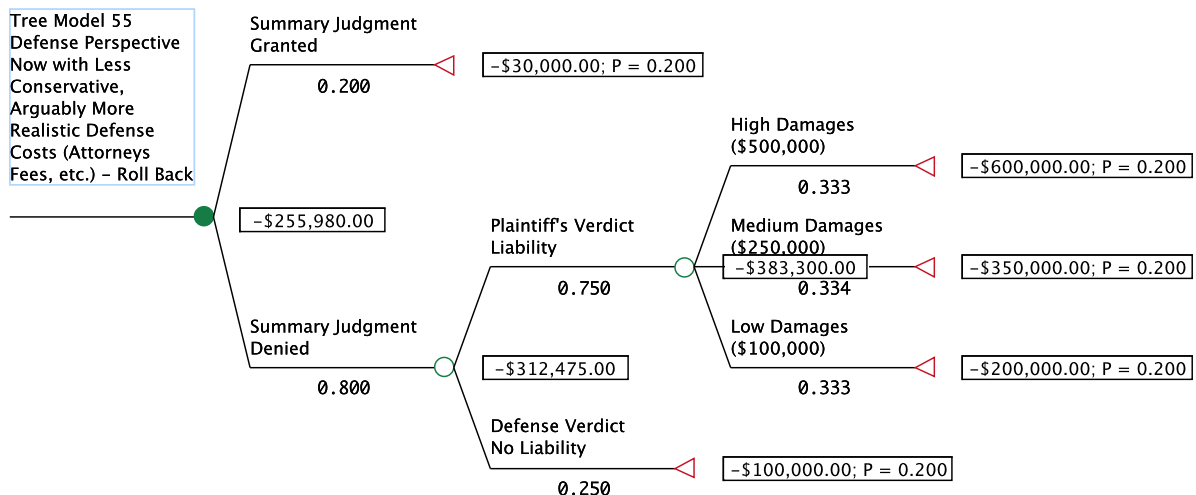 Tree Model 55
Defense Perspective
Now with Less
Conservative,
Arguably More
Realistic Defense
Costs (Attorneys
Fees, etc.) – Roll Back
–$255,980.00
Summary Judgment
Granted
0.200
–$30,000.00; P = 0.200
Summary Judgment
Denied
0.800
–$312,475.00
Plaintiff's Verdict
Liability
0.750
–$383,300.00
High Damages
($500,000)
0.333
–$600,000.00; P = 0.200
Medium Damages
($250,000)
0.334
–$350,000.00; P = 0.200
Low Damages
($100,000)
0.333
–$200,000.00; P = 0.200
Defense Verdict
No Liability
0.250
–$100,000.00; P = 0.200